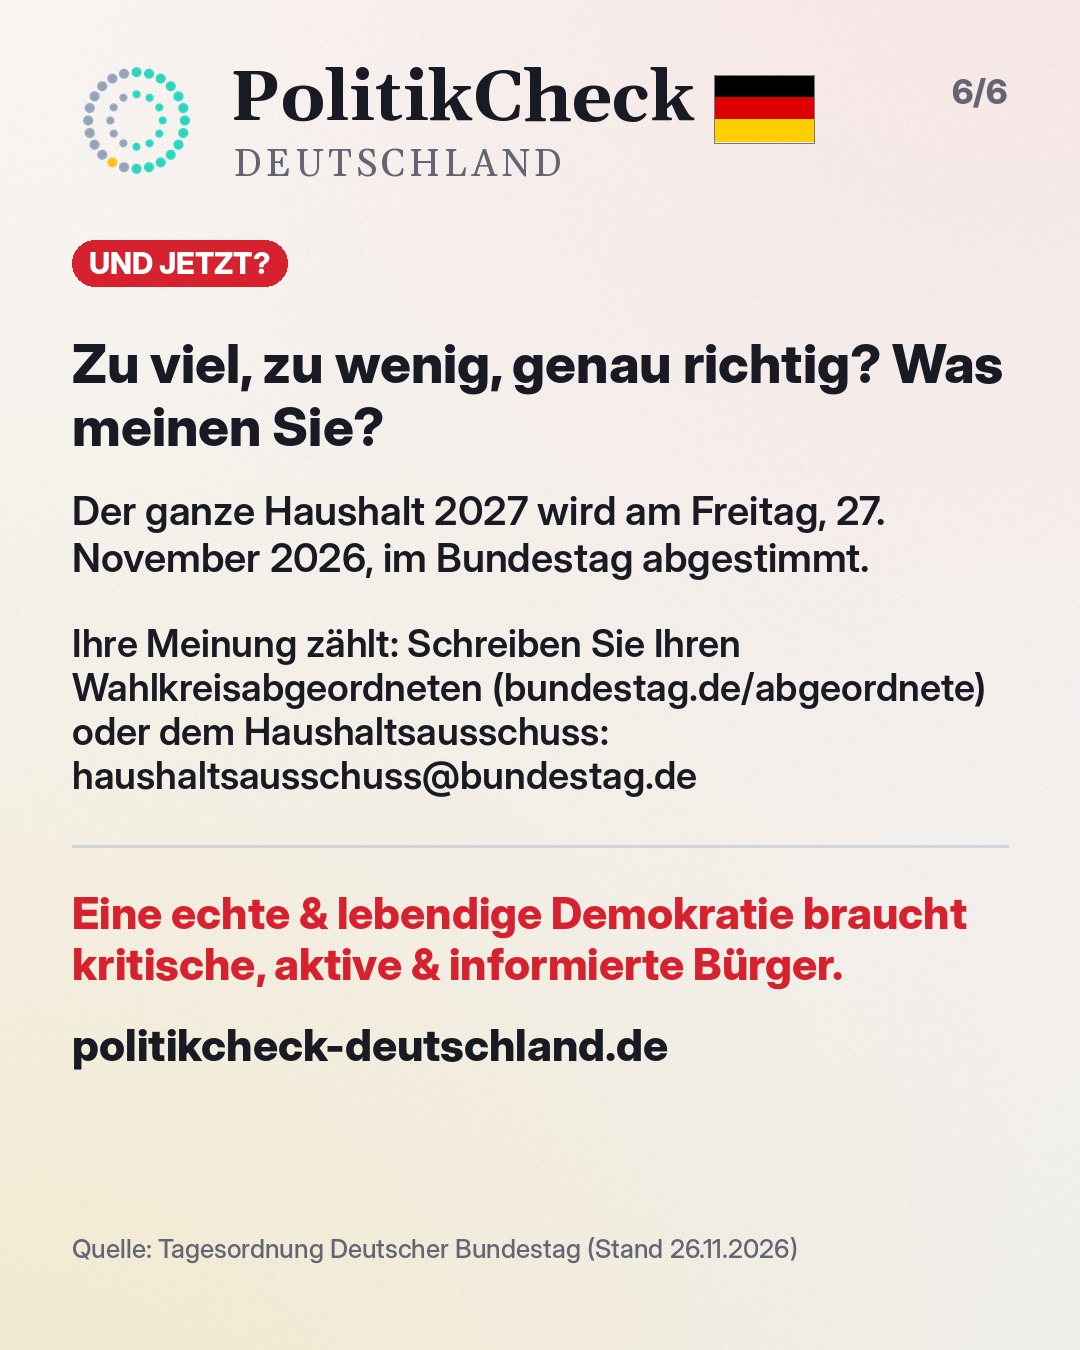 PolitikCheck
DEUTSCHLAND
6/6
UND JETZT?
Zu viel, zu wenig, genau richtig? Was
meinen Sie?
Der ganze Haushalt 2027 wird am Freitag, 27.
November 2026, im Bundestag abgestimmt.
Ihre Meinung zählt: Schreiben Sie Ihren
Wahlkreisabgeordneten (bundestag.de/abgeordnete)
oder dem Haushaltsausschuss:
haushaltsausschuss@bundestag.de
Eine echte & lebendige Demokratie braucht
kritische, aktive & informierte Bürger.
politikcheck-deutschland.de
Quelle: Tagesordnung Deutscher Bundestag (Stand 26.11.2026)